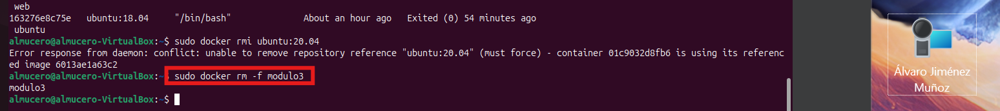 web
163276e8c75e   ubuntu:18.04     "/bin/bash"              About an hour ago   Exited (0) 54 minutes ago
ubuntu
almucero@almucero-VirtualBox:~$ sudo docker rmi ubuntu:20.04
Error response from daemon: conflict: unable to remove repository reference "ubuntu:20.04" (must force) - container 01c9032d8fb6 is using its referenc
ed image 6013ae1a63c2
almucero@almucero-VirtualBox:~$ sudo docker rm -f modulo3
modulo3
almucero@almucero-VirtualBox:~$
Álvaro Jiménez
Muñoz